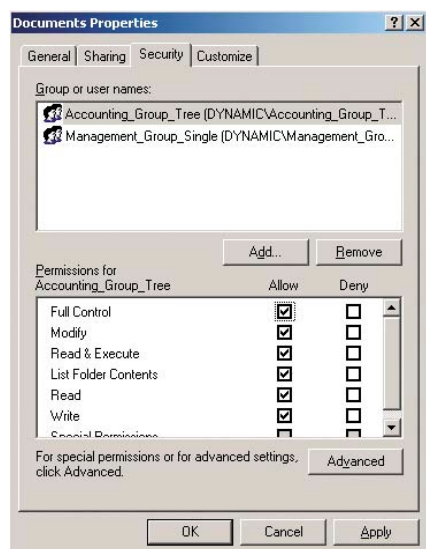 Documents Properties
General Sharing Security Customize
Group or user names:
Accounting_Group_Tree (DYNAMIC\Accounting_Group_T...
Management_Group_Single (DYNAMIC\Management_Gro...
Add... Remove
Permissions for
Accounting_Group_Tree Allow Deny
Full Control
Modify
Read & Execute
List Folder Contents
Read
Write
Special Permissions
For special permissions or for advanced settings,
click Advanced.
Advanced
OK Cancel Apply